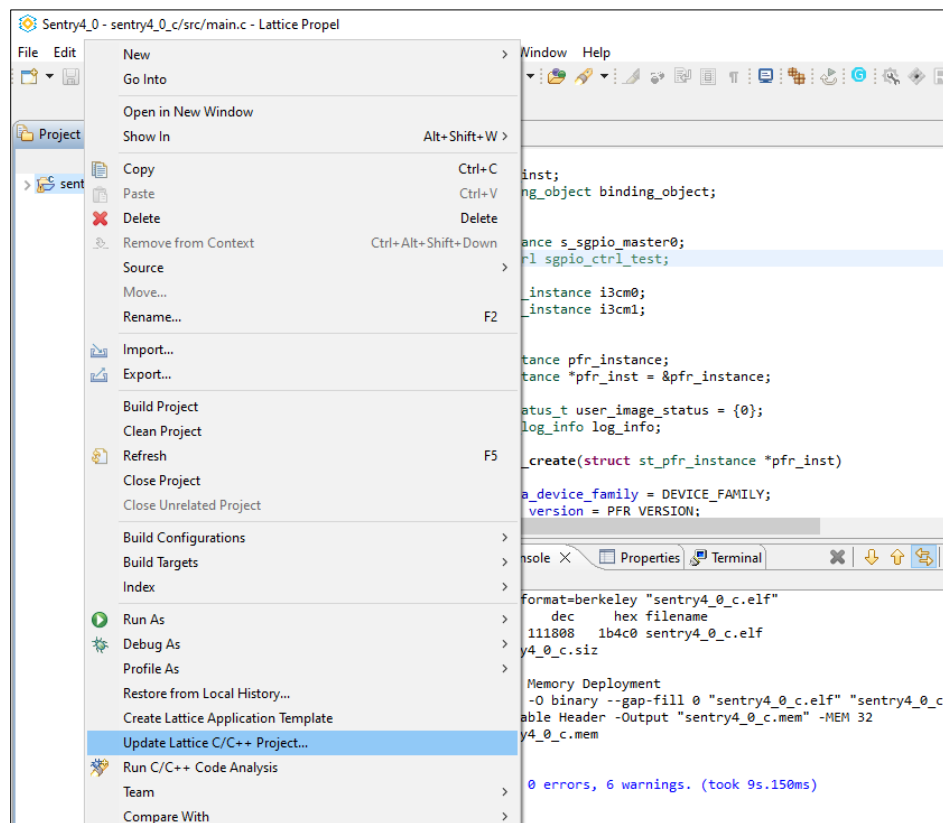 Sentry4_0 - sentry4_0_c/src/main.c - Lattice Propel
File Edit Window Help
Project
sent
New
Go Into
Open in New Window
Show In Alt+Shift+W
Copy Ctrl+C
Paste Ctrl+V
Delete Delete
Remove from Context Ctrl+Alt+Shift+Down
Source
Move...
Rename... F2
Import...
Export...
Build Project
Clean Project
Refresh F5
Close Project
Close Unrelated Project
Build Configurations
Build Targets
Index
Run As
Debug As
Profile As
Restore from Local History...
Create Lattice Application Template
Update Lattice C/C++ Project...
Run C/C++ Code Analysis
Team
Compare With
inst;
ng_object binding_object;
ance s_sgpio_master0;
rl sgpio_ctrl_test;
_instance i3cm0;
_instance i3cm1;
tance pfr_instance;
tance *pfr_inst = &pfr_instance;
atus_t user_image_status = {0};
log_info log_info;
_create(struct st_pfr_instance *pfr_inst)
a_device_family = DEVICE_FAMILY;
version = PFR_VERSION;
nsole Properties Terminal
format=berkeley "sentry4_0_c.elf"
dec hex filename
111808 1b4c0 sentry4_0_c.elf
y4_0_c.siz
Memory Deployment
-O binary --gap-fill 0 "sentry4_0_c.elf" "sentry4_0_c
able Header -Output "sentry4_0_c.mem" -MEM 32
y4_0_c.mem
0 errors, 6 warnings. (took 9s.150ms)